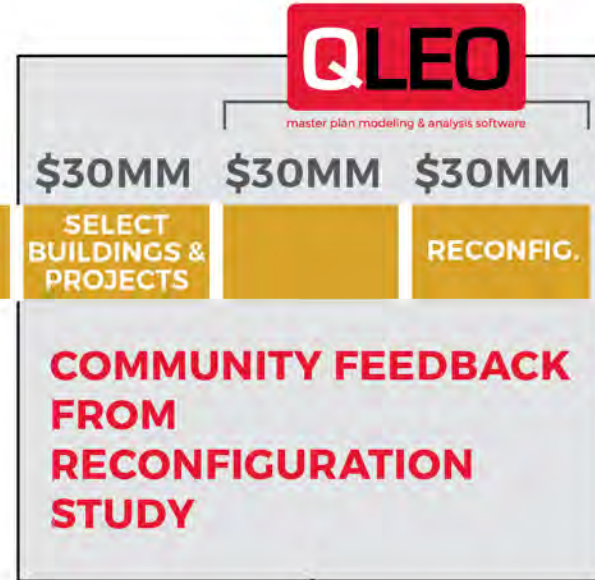 QLEO
master plan modeling & analysis software
$30MM $30MM $30MM
SELECT
BUILDINGS &
PROJECTS
RECONFIG.
COMMUNITY FEEDBACK
FROM
RECONFIGURATION
STUDY